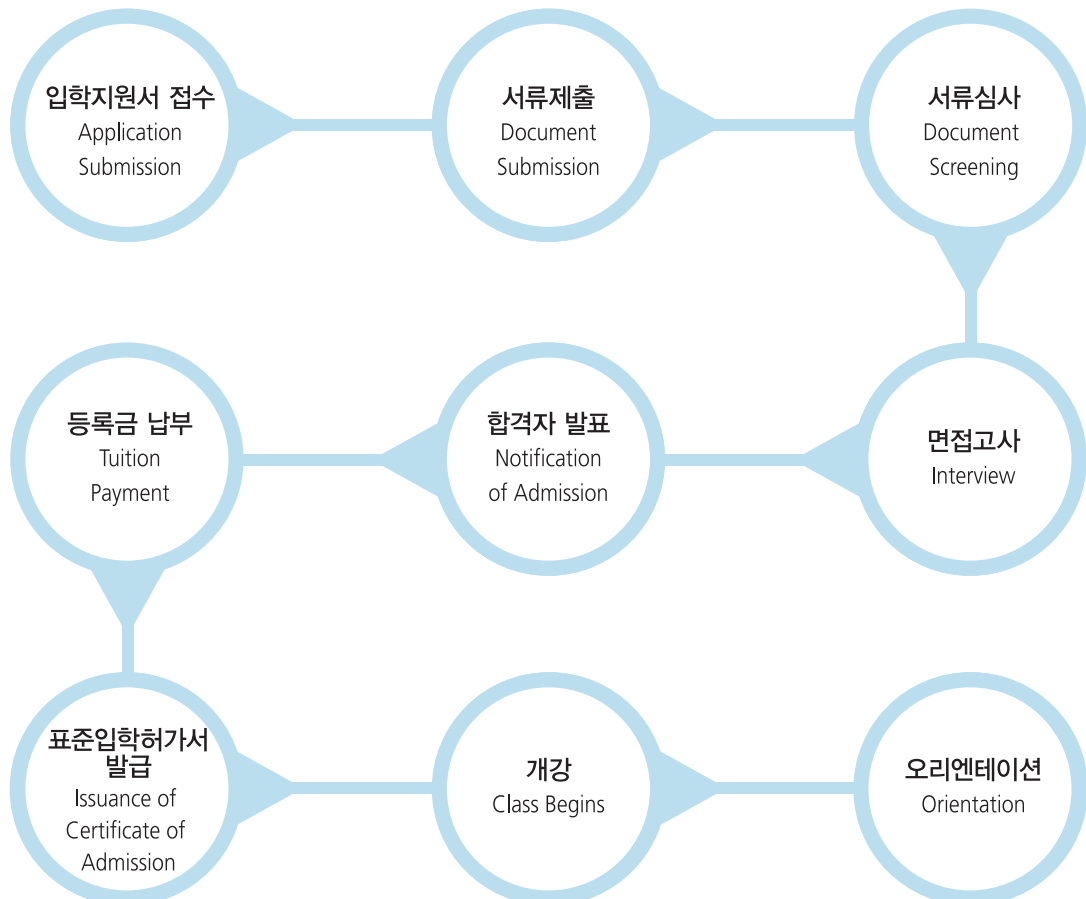 입학지원서 접수
Application
Submission
서류제출
Document
Submission
서류심사
Document
Screening
면접고사
Interview
합격자 발표
Notification
of Admission
등록금 납부
Tuition
Payment
표준입학허가서
발급
Issuance of
Certificate of
Admission
개강
Class Begins
오리엔테이션
Orientation